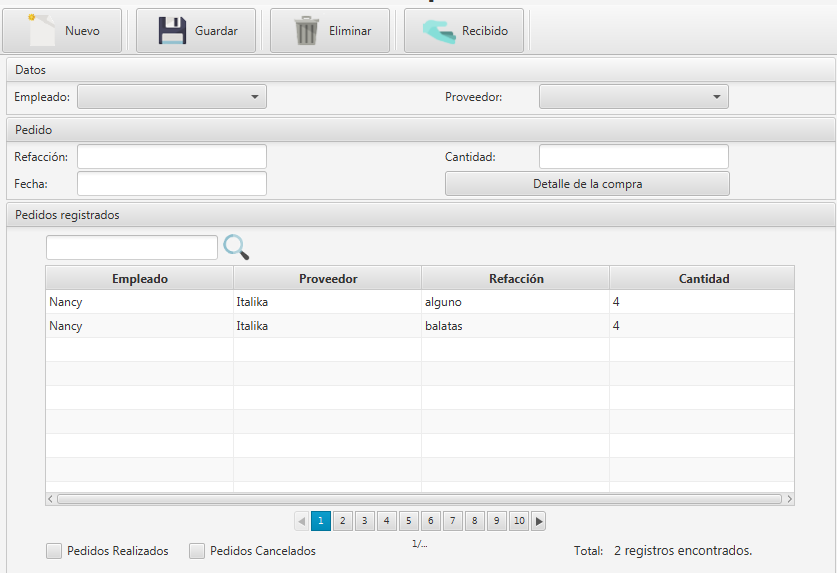 Nuevo Guardar Eliminar Recibido
Datos
Empleado: Proveedor:
Pedido
Refacción: Cantidad:
Fecha: Detalle de la compra
Pedidos registrados
Empleado Proveedor Refacción Cantidad
Nancy Italika alguno 4
Nancy Italika balatas 4
1 2 3 4 5 6 7 8 9 10
1/...
Pedidos Realizados Pedidos Cancelados Total: 2 registros encontrados.